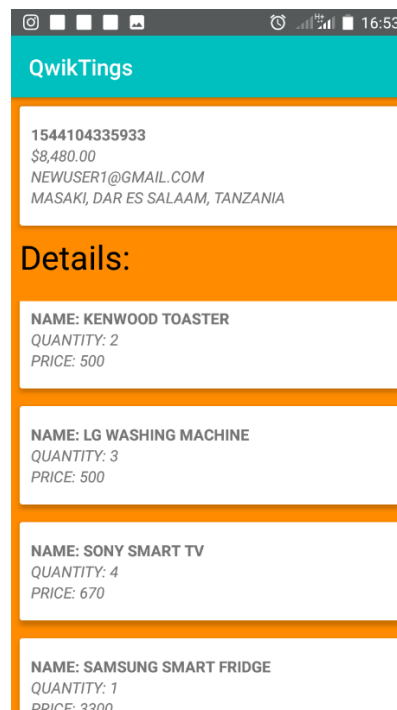 16:53
QwikTings
1544104335933
$8,480.00
NEWUSER1@GMAIL.COM
MASAKI, DAR ES SALAAM, TANZANIA
Details:
NAME: KENWOOD TOASTER
QUANTITY: 2
PRICE: 500
NAME: LG WASHING MACHINE
QUANTITY: 3
PRICE: 500
NAME: SONY SMART TV
QUANTITY: 4
PRICE: 670
NAME: SAMSUNG SMART FRIDGE
QUANTITY: 1
PRICE: 3300